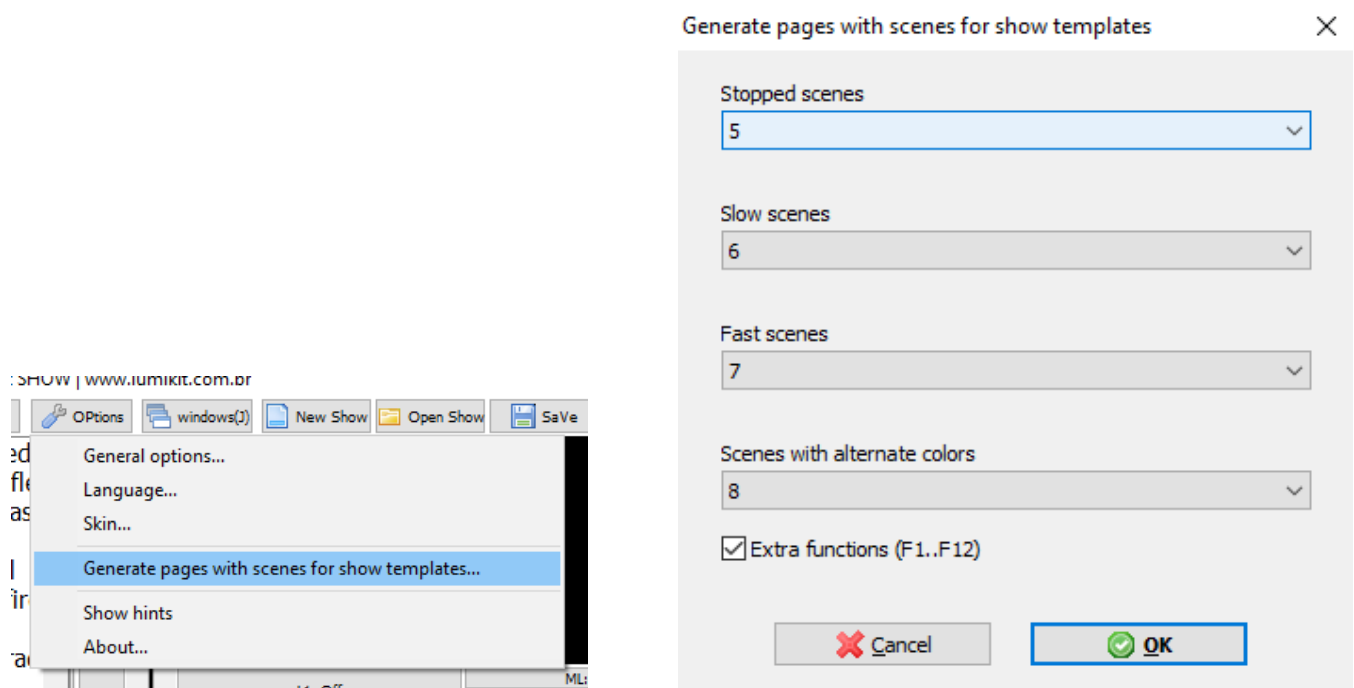 Generate pages with scenes for show templates
Stopped scenes
5
Slow scenes
6
Fast scenes
7
Scenes with alternate colors
8
Extra functions (F1..F12)
Cancel
OK
SHOW | www.lumikit.com.br
OPtions
windows(J)
New Show
Open Show
SaVe
General options...
Language...
Skin...
Generate pages with scenes for show templates...
Show hints
About...
ML: